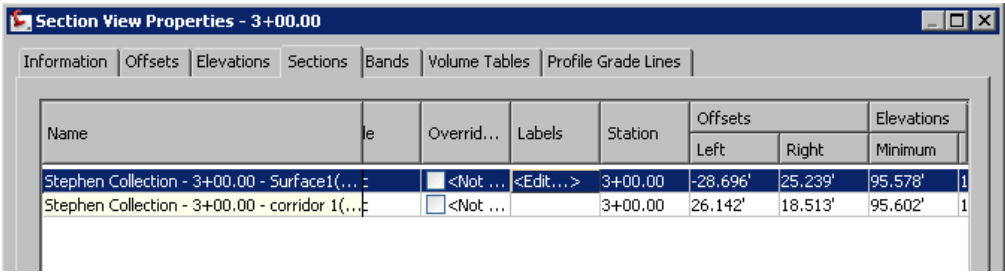 Section View Properties - 3+00.00
Information Offsets Elevations Sections Bands Volume Tables Profile Grade Lines
Name le Overrid... Labels Station Offsets Elevations
Left Right Minimum
Stephen Collection - 3+00.00 - Surface1(... <Not ... <Edit...> 3+00.00 -28.696' 25.239' 95.578' 1
Stephen Collection - 3+00.00 - corridor 1(... <Not ... 3+00.00 26.142' 18.513' 95.602' 1